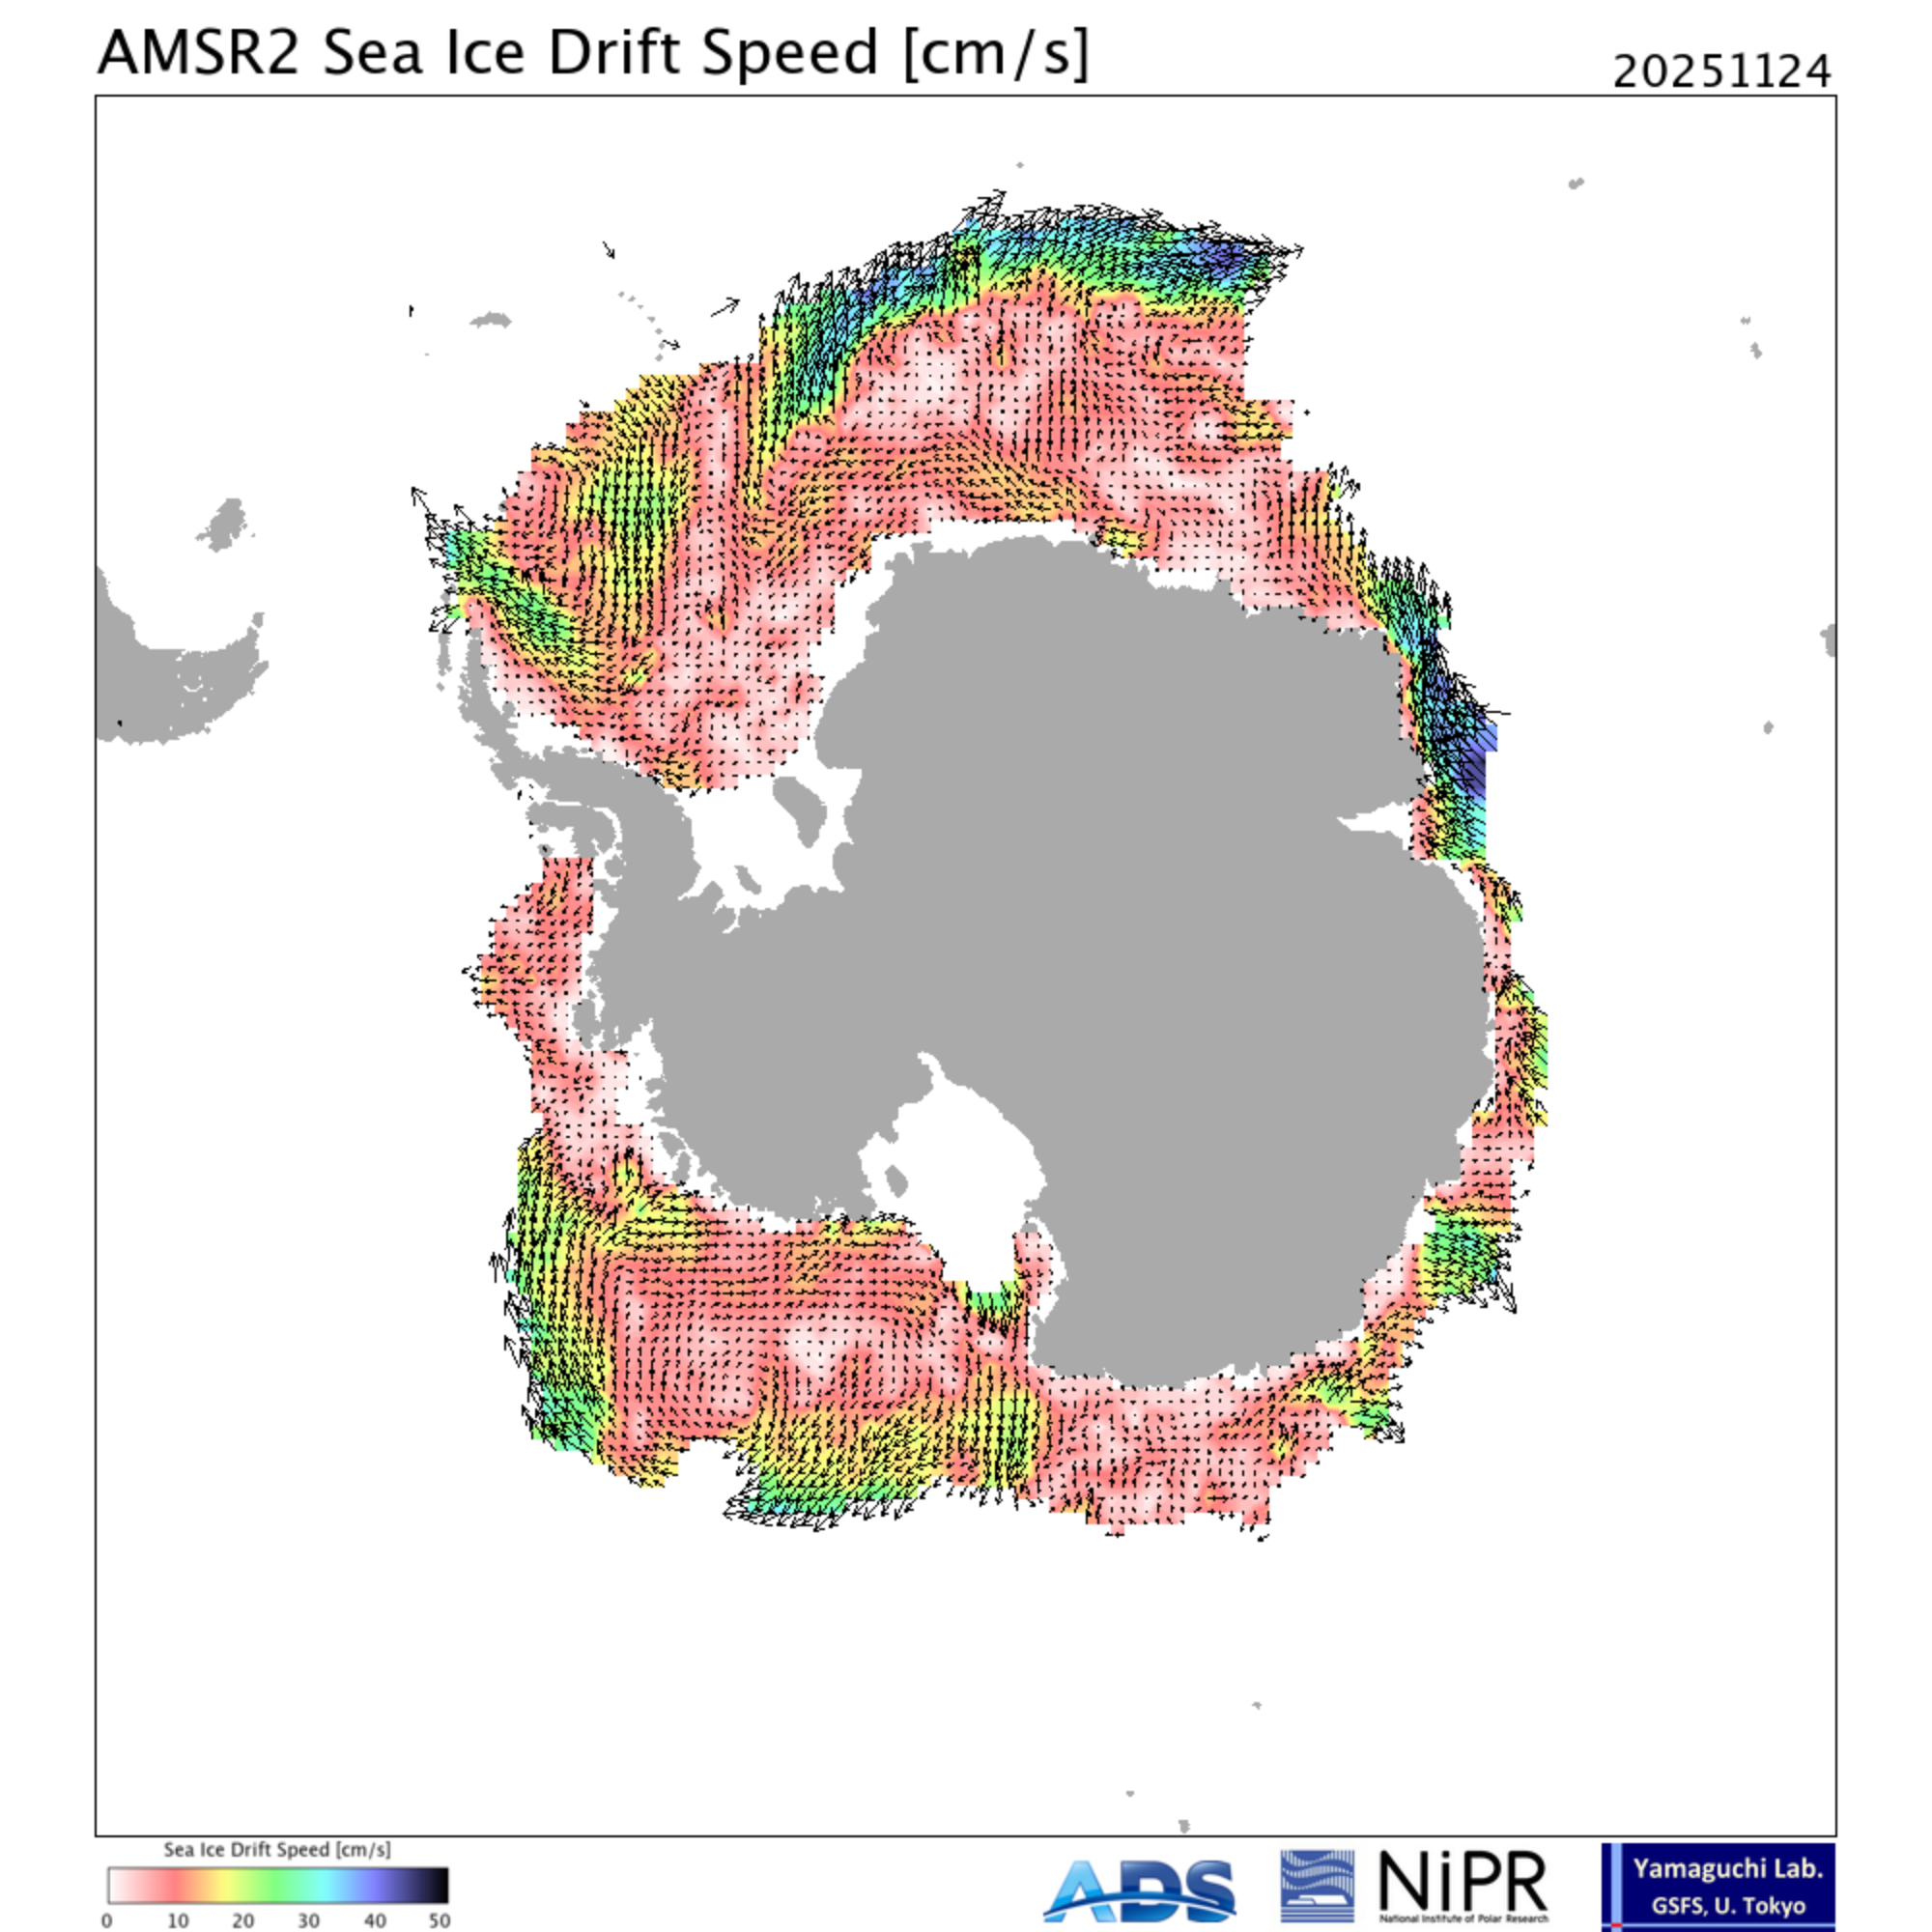 AMSR2 Sea Ice Drift Speed [cm/s]
20251124
Sea Ice Drift Speed [cm/s]
0 10 20 30 40 50
ADS
NiPR
National Institute of Polar Research
Yamaguchi Lab.
GSFS, U. Tokyo